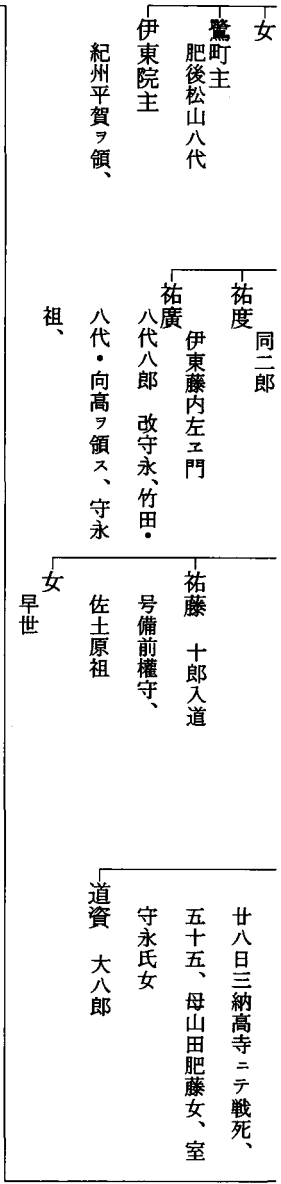 女
鷺町主
肥後松山八代
伊東院主
紀州平賀ヲ領、
祐度
同二郎
伊東藤内左ヱ門
祐廣
八代八郎　改守永、竹田・
八代・向高ヲ領ス、守永
祖、
祐藤　十郎入道
号備前權守、
佐土原祖
女
早世
廿八日三納高寺ニテ戦死、
五十五、母山田肥藤女、室
守永氏女
道資　大八郎